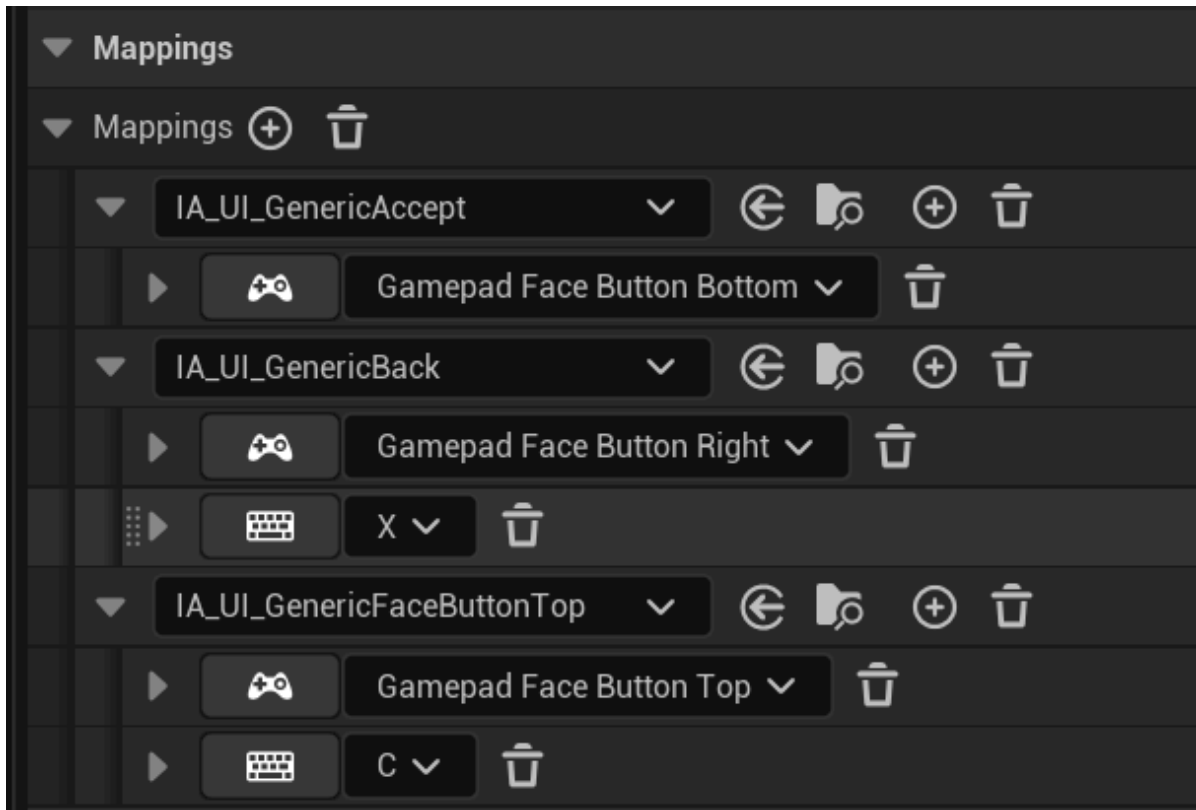 Mappings
Mappings
IA_UI_GenericAccept
Gamepad Face Button Bottom
IA_UI_GenericBack
Gamepad Face Button Right
X
IA_UI_GenericFaceButtonTop
Gamepad Face Button Top
C